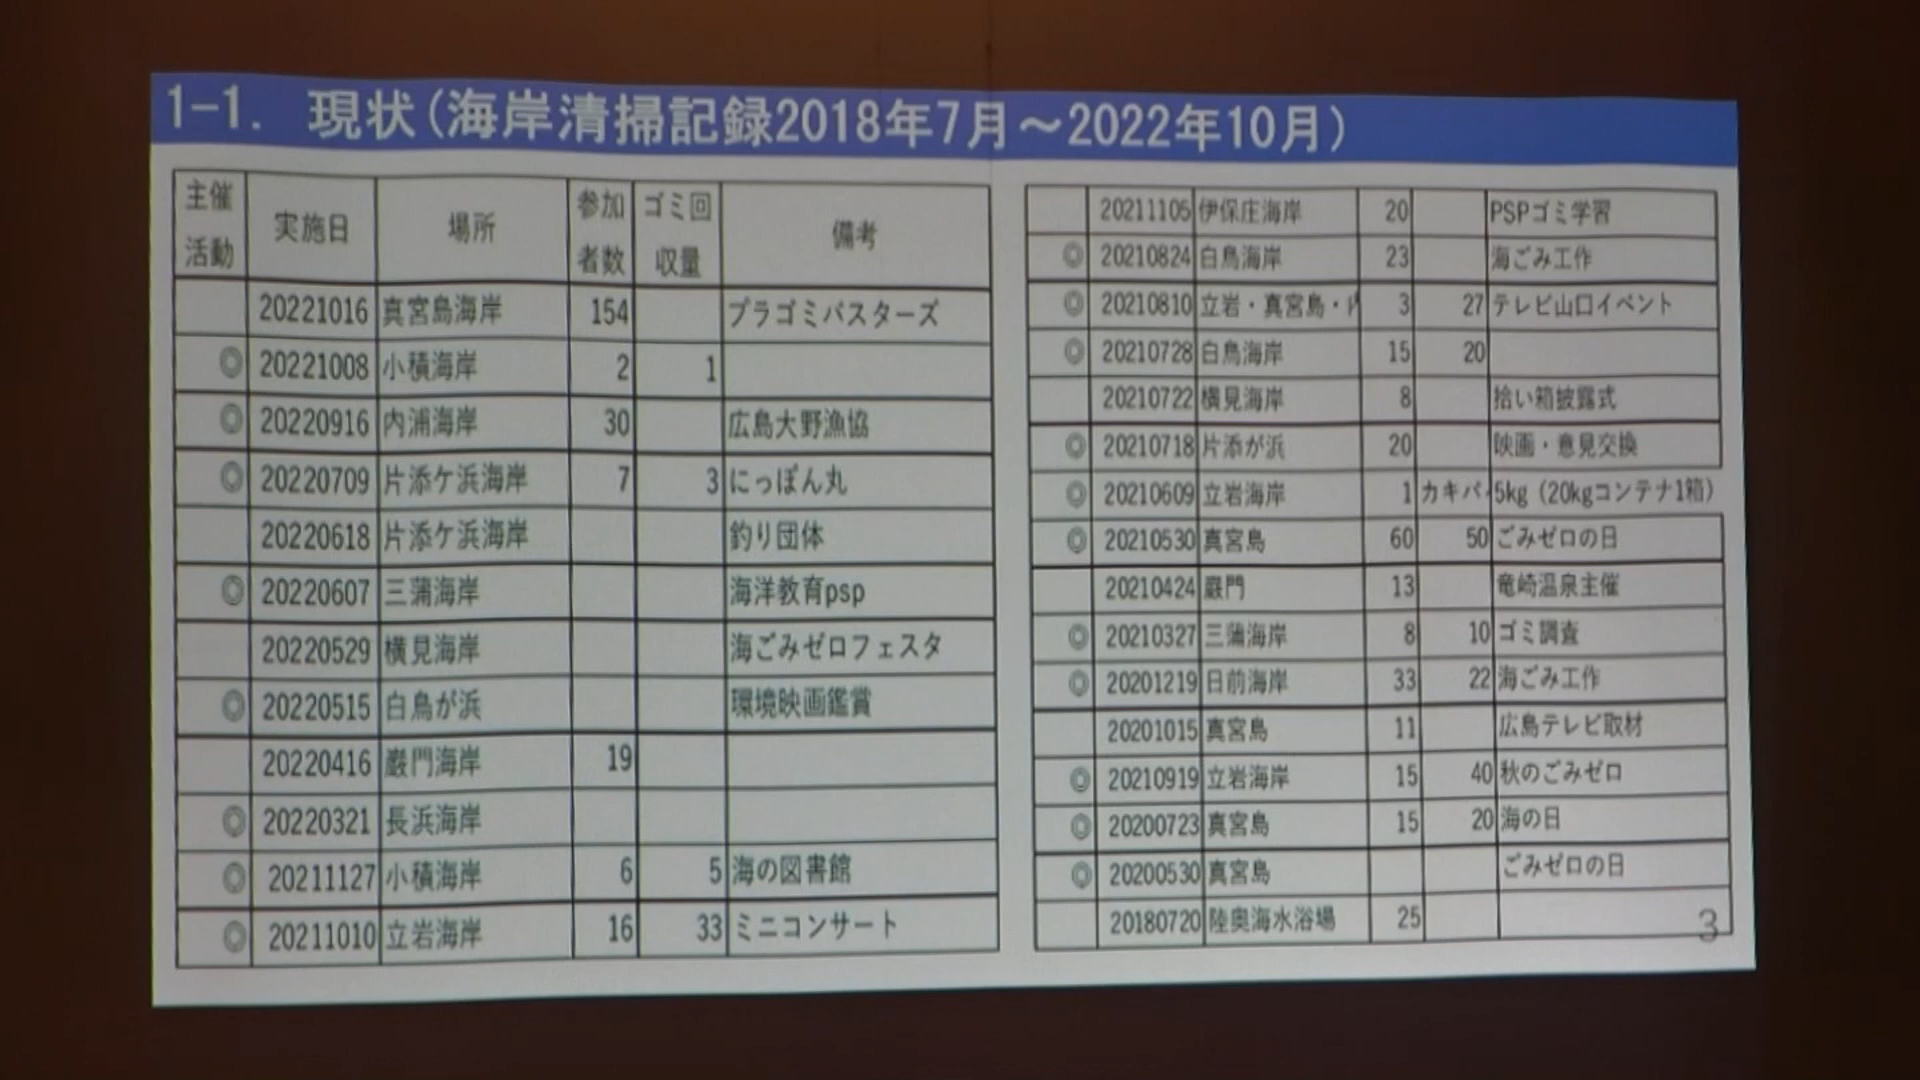 1-1. 現状(海岸清掃記録2018年7月～2022年10月)
主催活動 実施日 場所 参加者数 ゴミ回収量 備考
20221016 真宮島海岸 154 プラゴミバスターズ
◎ 20221008 小積海岸 2 1
◎ 20220916 内浦海岸 30 広島大野漁協
◎ 20220709 片添ケ浜海岸 7 3 にっぽん丸
20220618 片添ケ浜海岸 釣り団体
◎ 20220607 三蒲海岸 海洋教育psp
20220529 横見海岸 海ごみゼロフェスタ
◎ 20220515 白鳥が浜 環境映画鑑賞
20220416 巌門海岸 19
◎ 20220321 長浜海岸
◎ 20211127 小積海岸 6 5 海の図書館
◎ 20211010 立岩海岸 16 33 ミニコンサート
20211105 伊保庄海岸 20 PSPゴミ学習
◎ 20210824 白鳥海岸 23 海ごみ工作
◎ 20210810 立岩・真宮島・ 3 27 テレビ山口イベント
◎ 20210728 白鳥海岸 15 20
20210722 横見海岸 8 拾い箱披露式
◎ 20210718 片添が浜 20 映画・意見交換
◎ 20210609 立岩海岸 1 カキパイ 5kg (20kgコンテナ1箱)
◎ 20210530 真宮島 60 50 ごみゼロの日
20210424 巌門 13 竜崎温泉主催
◎ 20210327 三蒲海岸 8 10 ゴミ調査
◎ 20201219 日前海岸 33 22 海ごみ工作
20201015 真宮島 11 広島テレビ取材
◎ 20210919 立岩海岸 15 40 秋のごみゼロ
◎ 20200723 真宮島 15 20 海の日
◎ 20200530 真宮島 ごみゼロの日
20180720 陸奥海水浴場 25
3